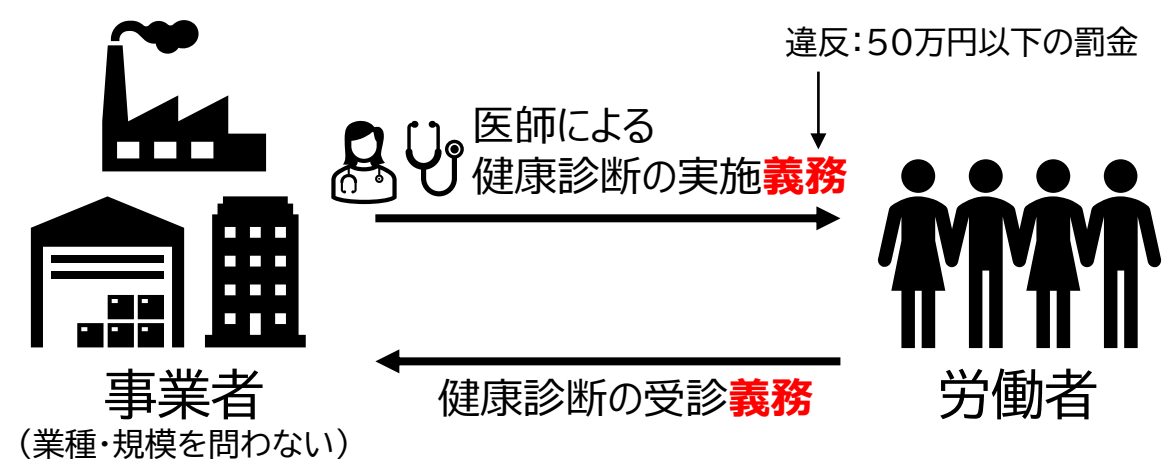 違反：５０万円以下の罰金
医師による
健康診断の実施義務
健康診断の受診義務
事業者
（業種・規模を問わない）
労働者